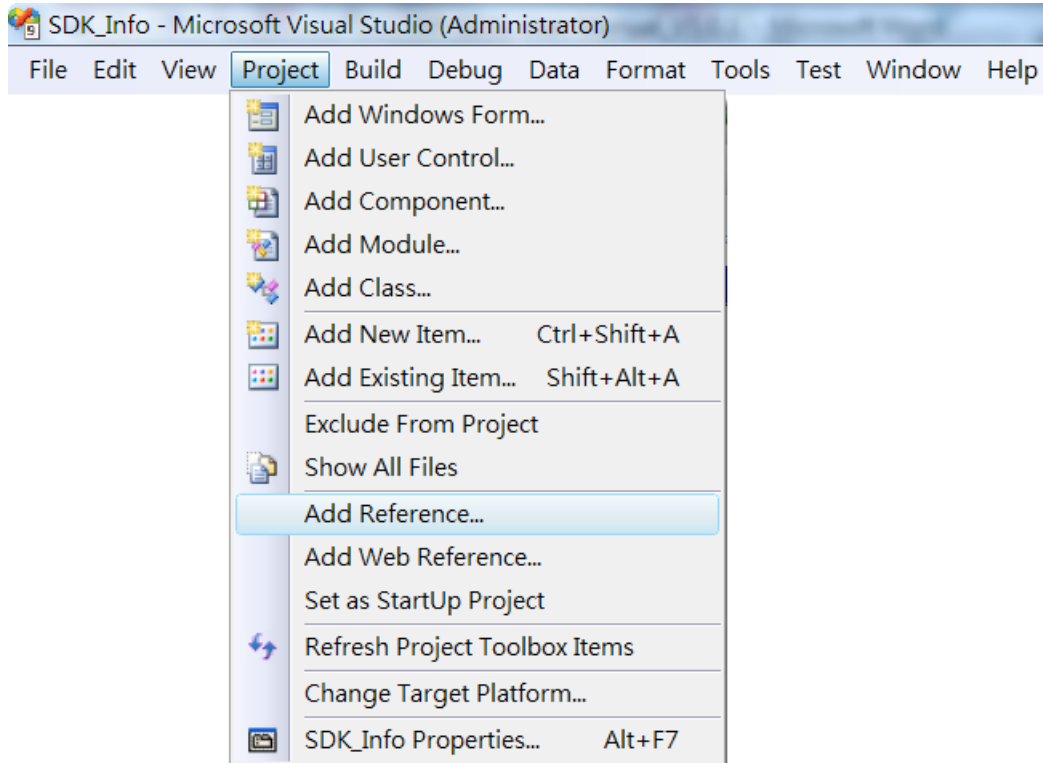 SDK_Info - Microsoft Visual Studio (Administrator)
File Edit View Project Build Debug Data Format Tools Test Window Help
Add Windows Form...
Add User Control...
Add Component...
Add Module...
Add Class...
Add New Item... Ctrl+Shift+A
Add Existing Item... Shift+Alt+A
Exclude From Project
Show All Files
Add Reference...
Add Web Reference...
Set as StartUp Project
Refresh Project Toolbox Items
Change Target Platform...
SDK_Info Properties... Alt+F7